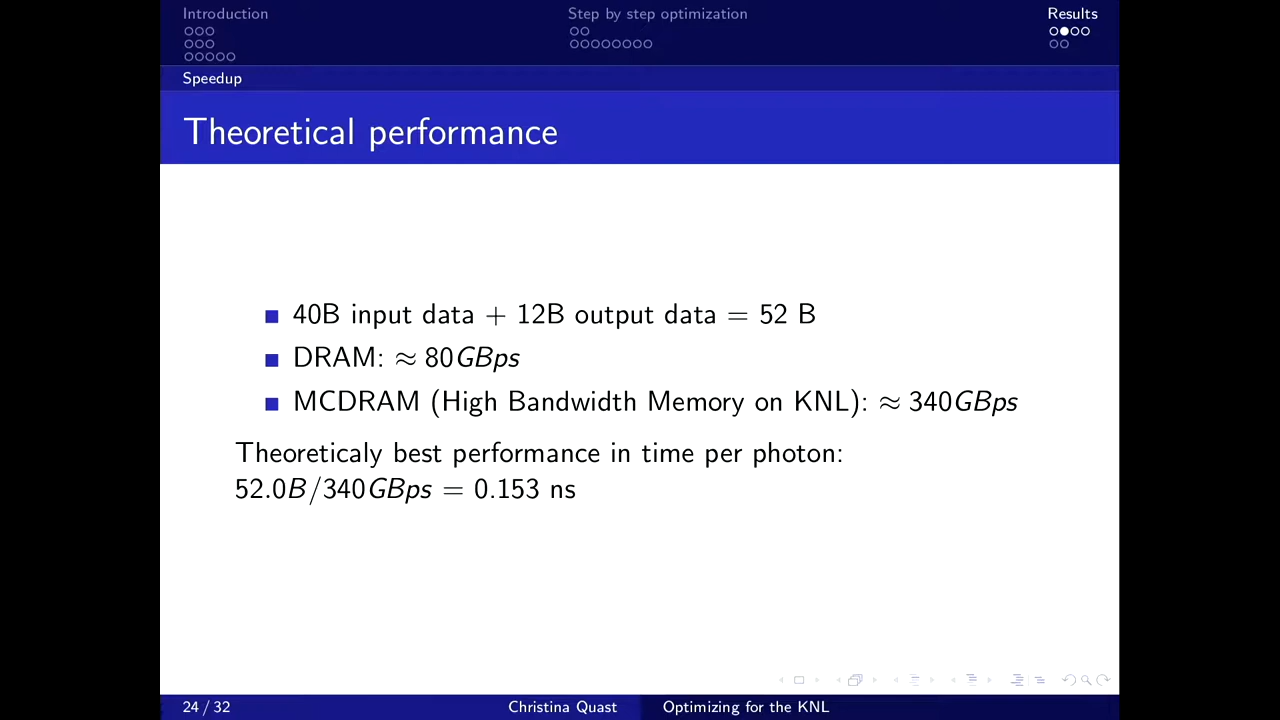 Introduction
Step by step optimization
Results
Speedup
Theoretical performance
40B input data + 12B output data = 52 B
DRAM: ≈ 80GBps
MCDRAM (High Bandwidth Memory on KNL): ≈ 340GBps
Theoreticaly best performance in time per photon:
52.0B/340GBps = 0.153 ns
24 / 32
Christina Quast
Optimizing for the KNL